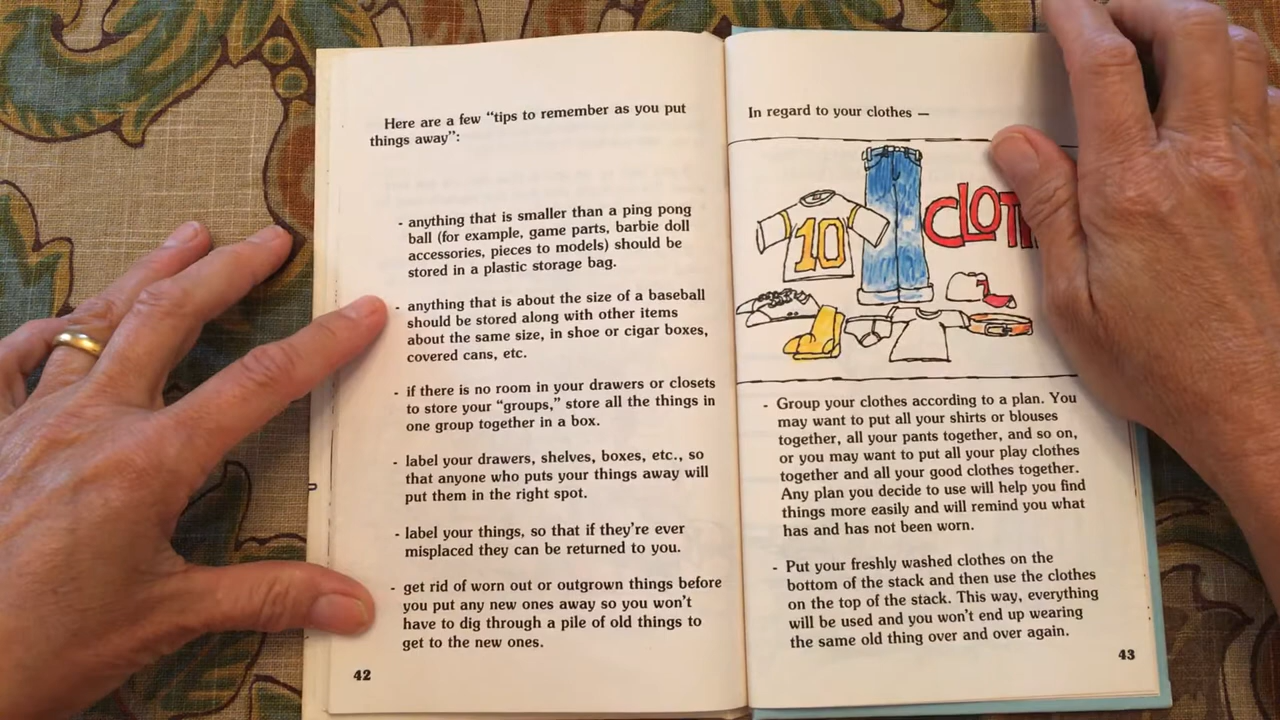 Here are a few “tips to remember as you put
things away”:
- anything that is smaller than a ping pong
ball (for example, game parts, barbie doll
accessories, pieces to models) should be
stored in a plastic storage bag.
- anything that is about the size of a baseball
should be stored along with other items
about the same size, in shoe or cigar boxes,
covered cans, etc.
- if there is no room in your drawers or closets
to store your “groups,” store all the things in
one group together in a box.
- label your drawers, shelves, boxes, etc., so
that anyone who puts your things away will
put them in the right spot.
- label your things, so that if they’re ever
misplaced they can be returned to you.
- get rid of worn out or outgrown things before
you put any new ones away so you won’t
have to dig through a pile of old things to
get to the new ones.
42
In regard to your clothes —
10
- Group your clothes according to a plan. You
may want to put all your shirts or blouses
together, all your pants together, and so on,
or you may want to put all your play clothes
together and all your good clothes together.
Any plan you decide to use will help you find
things more easily and will remind you what
has and has not been worn.
- Put your freshly washed clothes on the
bottom of the stack and then use the clothes
on the top of the stack. This way, everything
will be used and you won’t end up wearing
the same old thing over and over again.
43